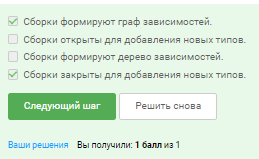 Сборки формируют граф зависимостей.
Сборки открыты для добавления новых типов.
Сборки формируют дерево зависимостей.
Сборки закрыты для добавления новых типов.
Следующий шаг Решить снова
Ваши решения Вы получили: 1 балл из 1